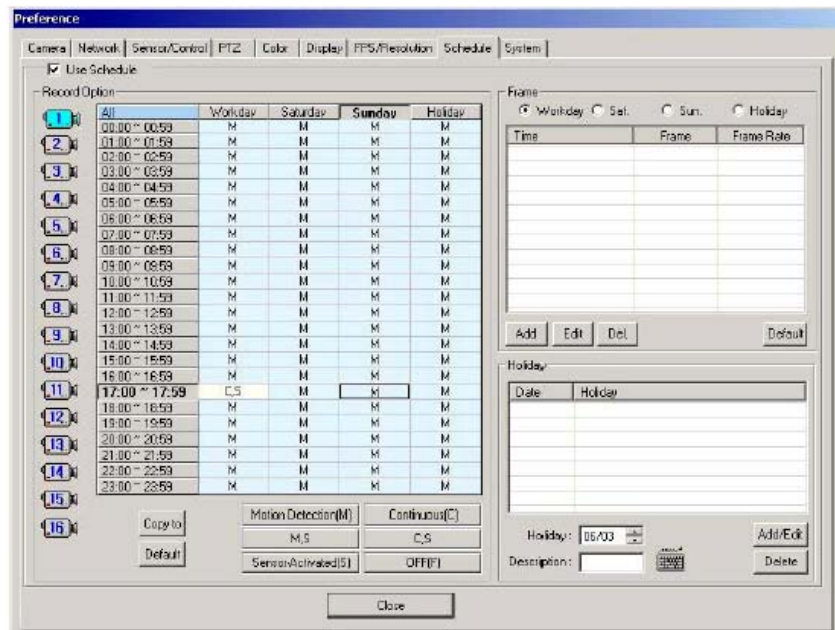 Preference
Camera Network Sensor/Control PTZ Color Display FPS/Resolution Schedule System
Use Schedule
Record Option
All Workday Saturday Sunday Holiday
00:00 ~ 00:59 M M M M
01:00 ~ 01:59 M M M M
02:00 ~ 02:59 M M M M
03:00 ~ 03:59 M M M M
04:00 ~ 04:59 M M M M
05:00 ~ 05:59 M M M M
06:00 ~ 06:59 M M M M
07:00 ~ 07:59 M M M M
08:00 ~ 08:59 M M M M
09:00 ~ 09:59 M M M M
10:00 ~ 10:59 M M M M
11:00 ~ 11:59 M M M M
12:00 ~ 12:59 M M M M
13:00 ~ 13:59 M M M M
14:00 ~ 14:59 M M M M
15:00 ~ 15:59 M M M M
16:00 ~ 16:59 M M M M
17:00 ~ 17:59 C,S M M M
18:00 ~ 18:59 M M M M
19:00 ~ 19:59 M M M M
20:00 ~ 20:59 M M M M
21:00 ~ 21:59 M M M M
22:00 ~ 22:59 M M M M
23:00 ~ 23:59 M M M M
1
2
3
4
5
6
7
8
9
10
11
12
13
14
15
16
Copy to
Default
Motion Detection(M) Continuous(C)
M,S C,S
Sensor-Activated(S) OFF(F)
Frame
Workday Sat. Sun. Holiday
Time Frame Frame Rate
Add Edit Del. Default
Holiday
Date Holiday
Holiday : 06/03 Add/Edit
Description : Delete
Close